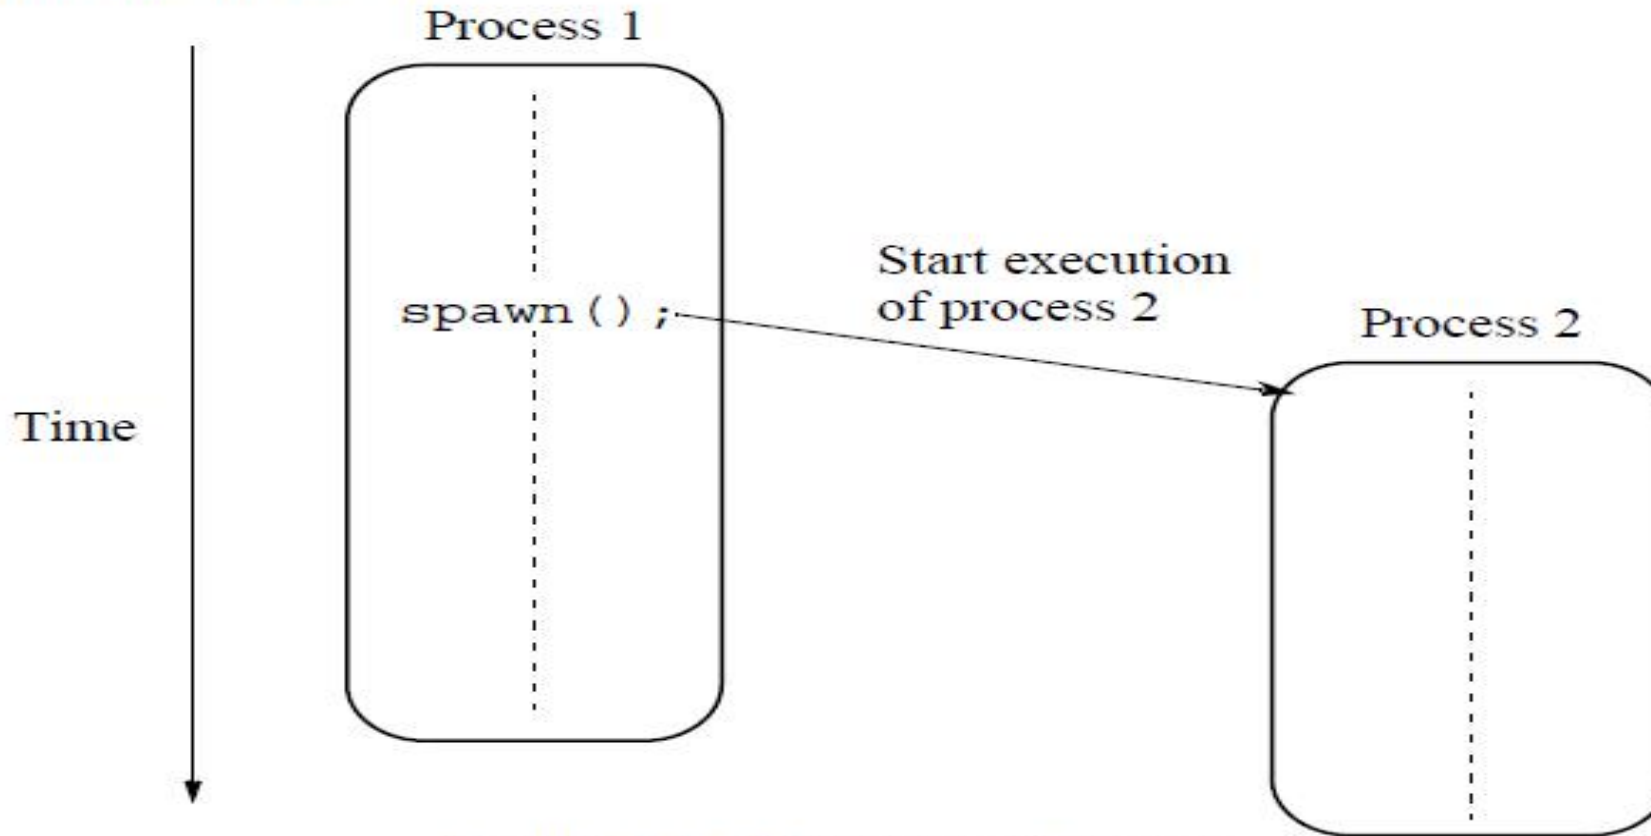 Process 1
Start execution
of process 2
spawn();
Process 2
Time